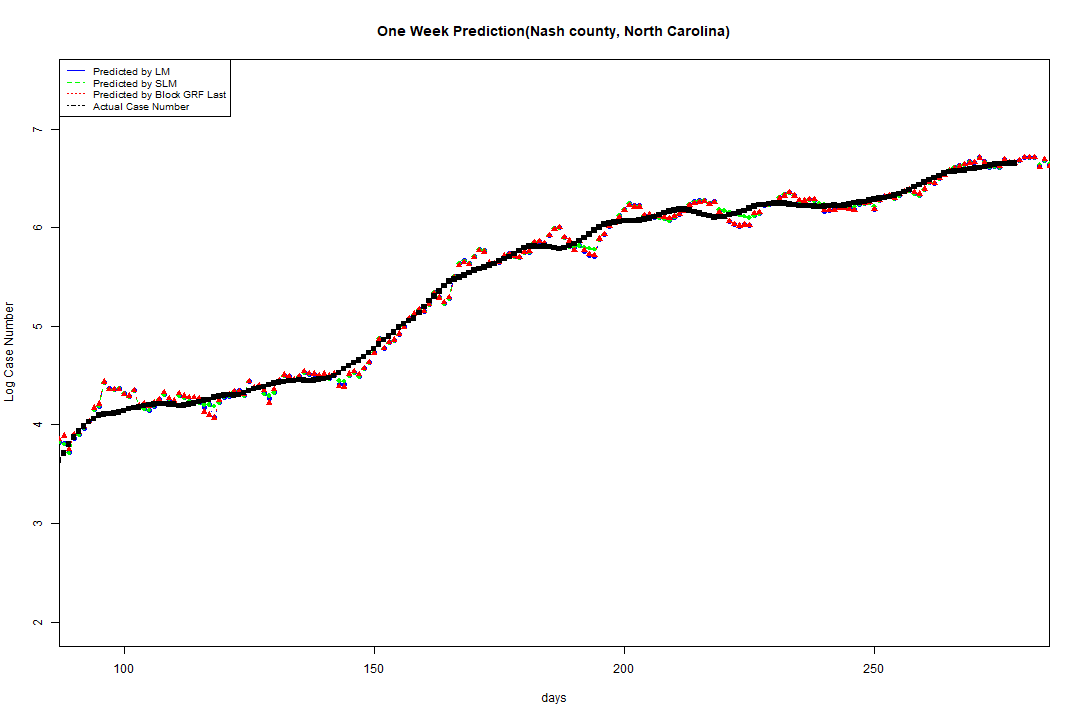 One Week Prediction(Nash county, North Carolina)
Predicted by LM
Predicted by SLM
Predicted by Block GRF Last
Actual Case Number
7
6
5
4
3
2
Log Case Number
100 150 200 250
days